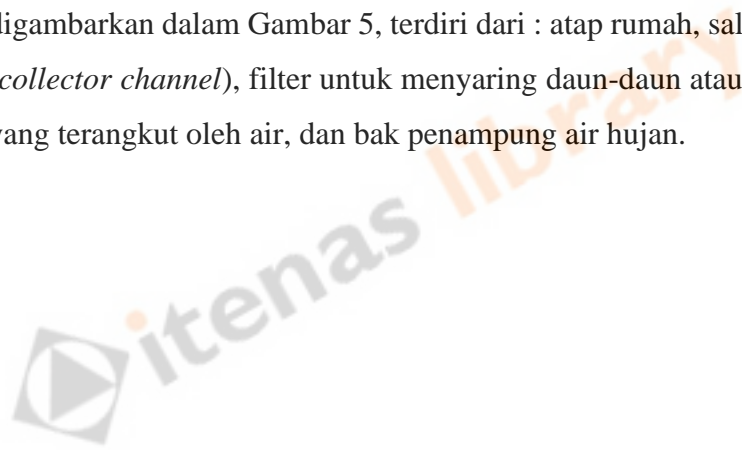 digambarkan dalam Gambar 5, terdiri dari : atap rumah, sal
collector channel), filter untuk menyaring daun-daun atau
yang terangkut oleh air, dan bak penampung air hujan.
itenas library